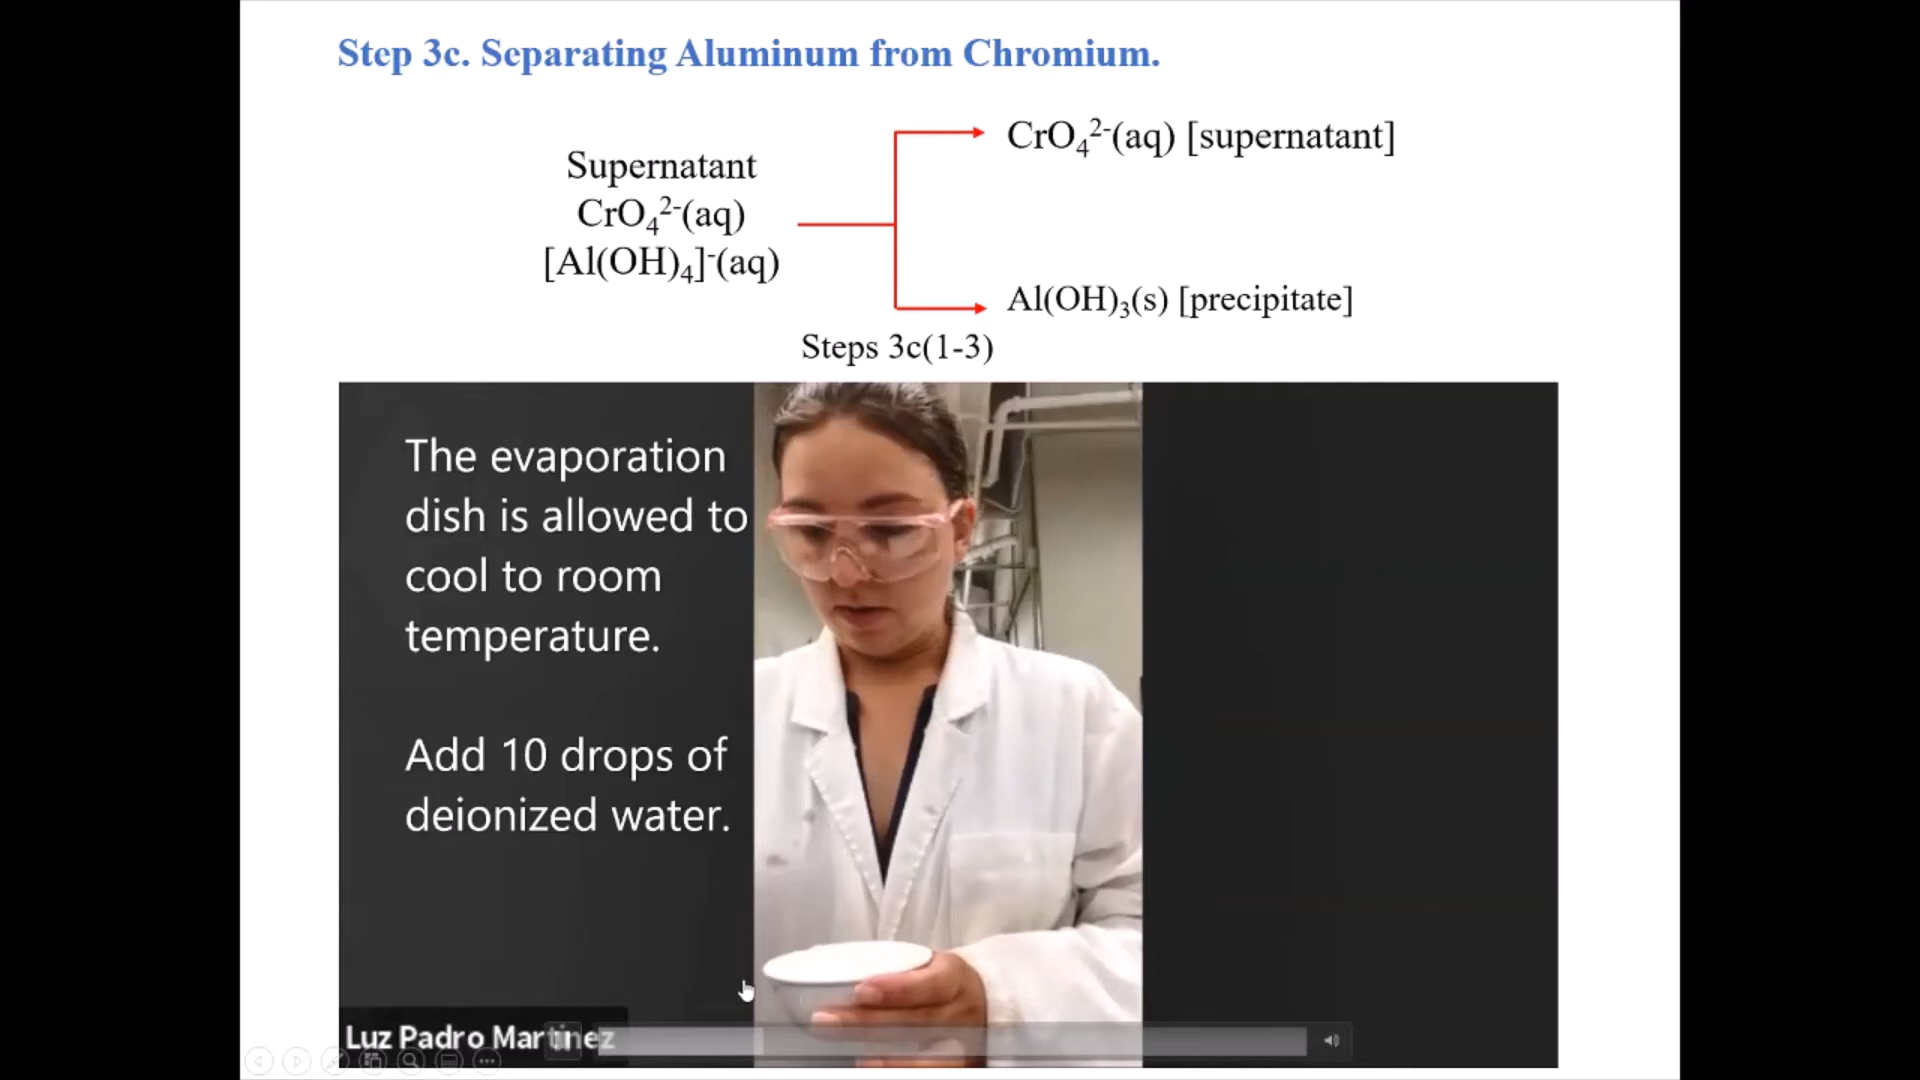 Step 3c. Separating Aluminum from Chromium.
Supernatant
CrO₄²⁻(aq)
[Al(OH)₄]⁻(aq)
CrO₄²⁻(aq) [supernatant]
Al(OH)₃(s) [precipitate]
Steps 3c(1-3)
The evaporation
dish is allowed to
cool to room
temperature.
Add 10 drops of
deionized water.
Luz Padro Martinez